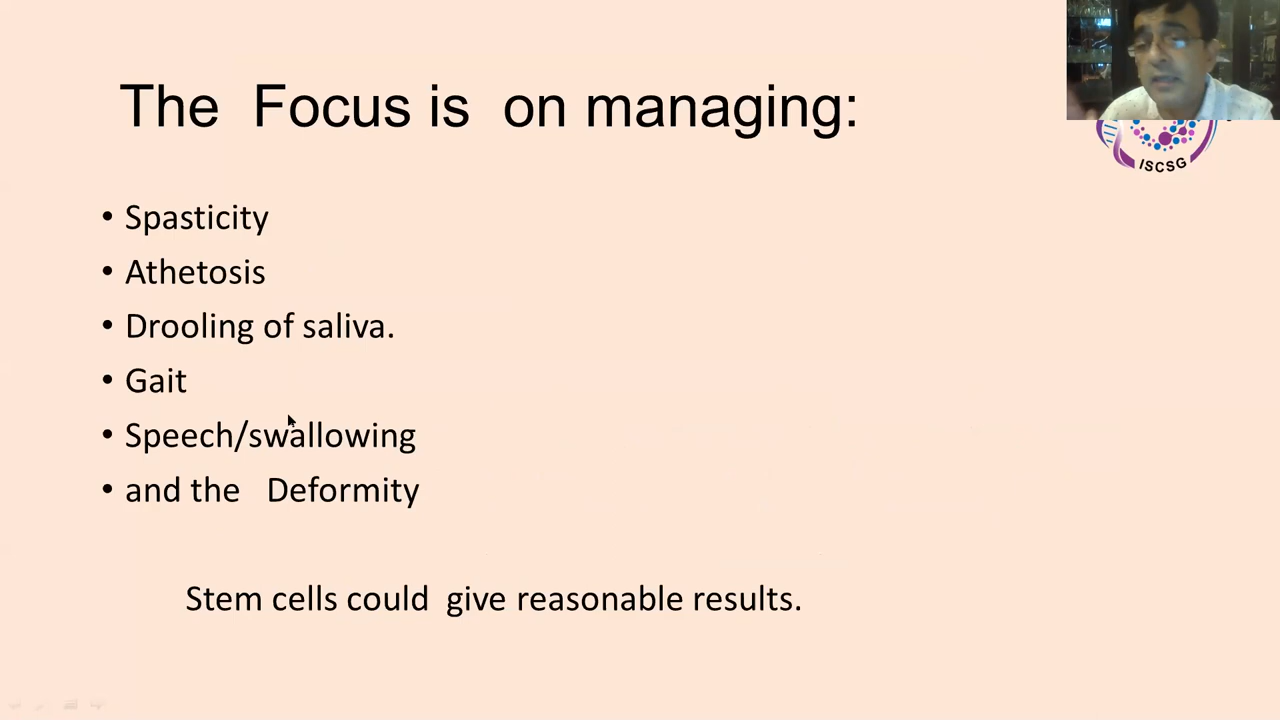 The Focus is on managing:
ISCSG
• Spasticity
• Athetosis
• Drooling of saliva.
• Gait
• Speech/swallowing
• and the Deformity
Stem cells could give reasonable results.